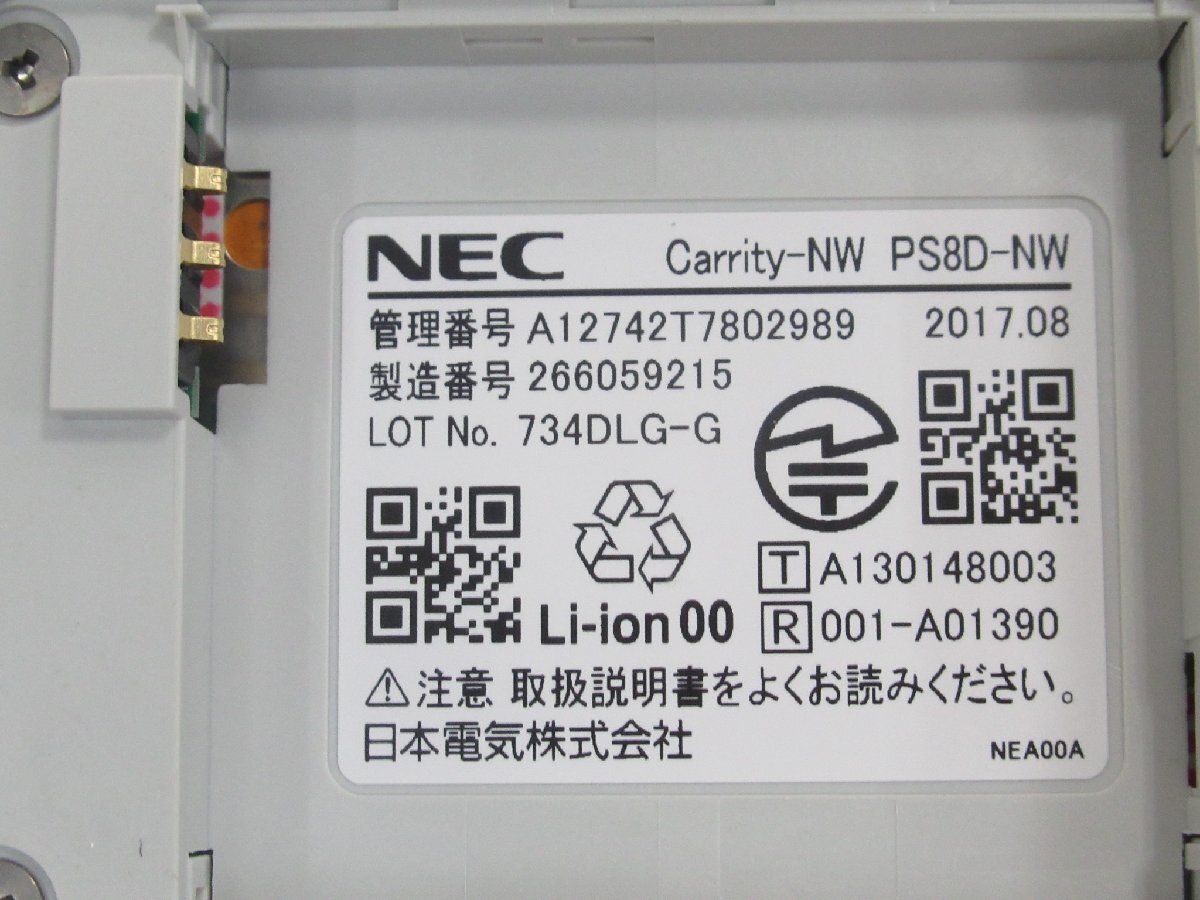 NEC Carrity-NW PS8D-NW
管理番号 A12742T7802989 2017.08
製造番号 266059215
LOT No. 734DLG-G
Li-ion 00
T A130148003
R 001-A01390
⚠注意 取扱説明書をよくお読みください。
日本電気株式会社 NEA00A